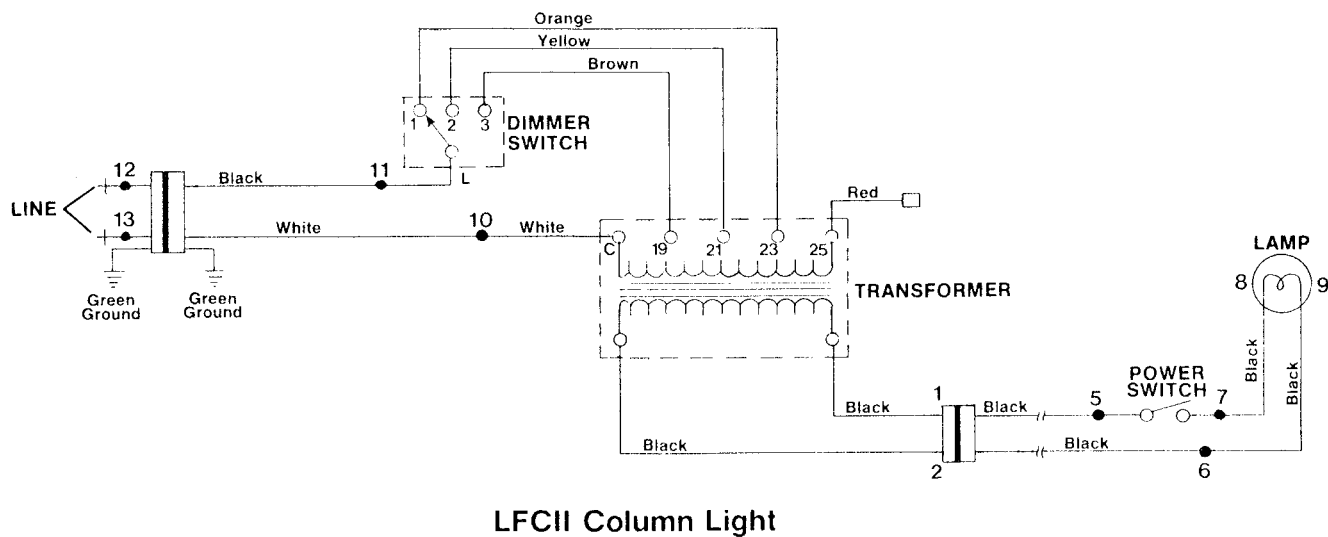 Orange
Yellow
Brown
1 2 3
DIMMER
SWITCH
L
12
Black
11
LINE
13
White
10
White
Red
C 19 21 23 25
Green
Ground
Green
Ground
TRANSFORMER
LAMP
8 9
Black
Black
POWER
SWITCH
1
Black
Black
5
7
Black
2
Black
6
LFCII Column Light